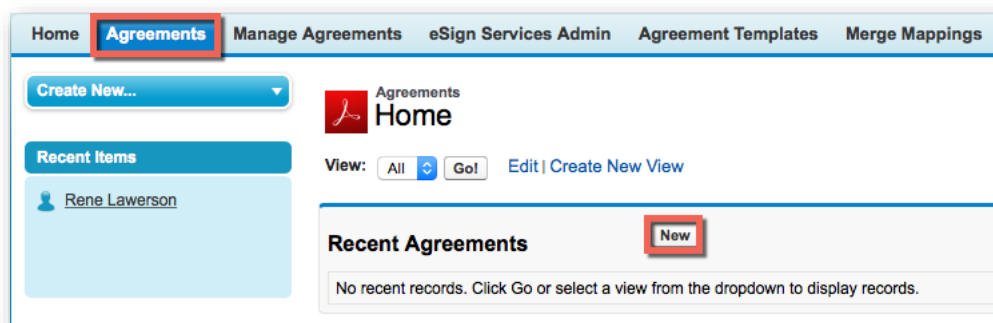 Home Agreements Manage Agreements eSign Services Admin Agreement Templates Merge Mappings
Create New...
Agreements
Home
Recent Items
View: All Go! Edit | Create New View
Rene Lawerson
Recent Agreements New
No recent records. Click Go or select a view from the dropdown to display records.